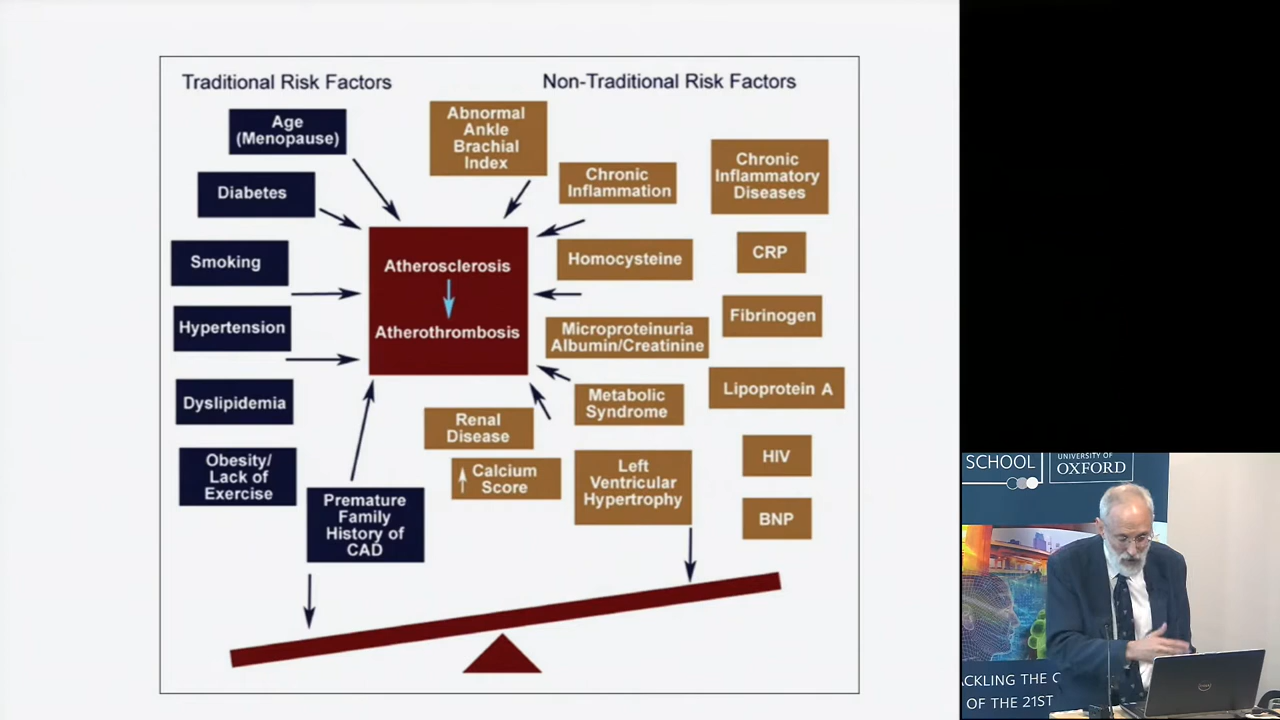 Traditional Risk Factors
Non-Traditional Risk Factors
Age
(Menopause)
Diabetes
Smoking
Hypertension
Dyslipidemia
Obesity/
Lack of
Exercise
Premature
Family
History of
CAD
Atherosclerosis
Atherothrombosis
Abnormal
Ankle
Brachial
Index
Chronic
Inflammation
Homocysteine
Microproteinuria
Albumin/Creatinine
Metabolic
Syndrome
Renal
Disease
Calcium
Score
Left
Ventricular
Hypertrophy
Chronic
Inflammatory
Diseases
CRP
Fibrinogen
Lipoprotein A
HIV
BNP
SCHOOL
UNIVERSITY OF
OXFORD
ACKLING THE C
OF THE 21ST
DELL